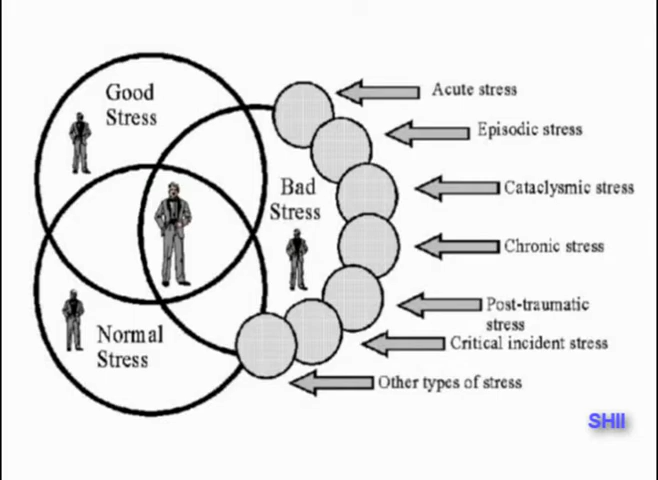 Good
Stress
Bad
Stress
Normal
Stress
Acute stress
Episodic stress
Cataclysmic stress
Chronic stress
Post-traumatic
stress
Critical incident stress
Other types of stress
SHII